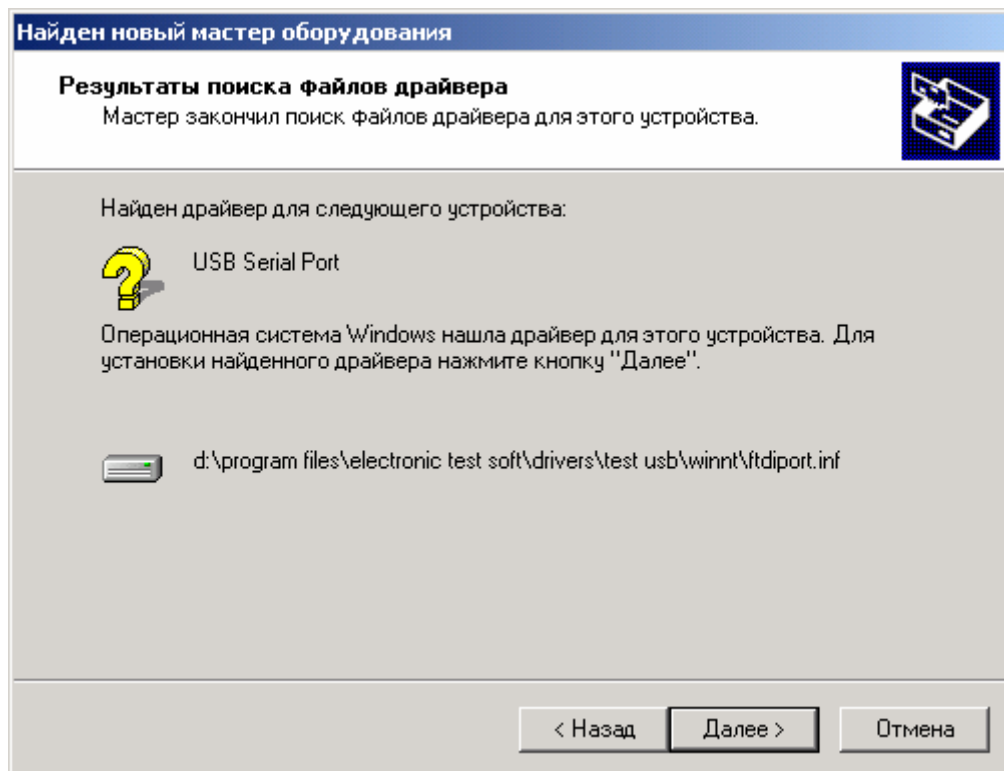 Найден новый мастер оборудования
Результаты поиска файлов драйвера
Мастер закончил поиск файлов драйвера для этого устройства.
Найден драйвер для следующего устройства:
USB Serial Port
Операционная система Windows нашла драйвер для этого устройства. Для
установки найденного драйвера нажмите кнопку "Далее".
d:\program files\electronic test soft\drivers\test usb\winnt\ftdiport.inf
< Назад Далее > Отмена